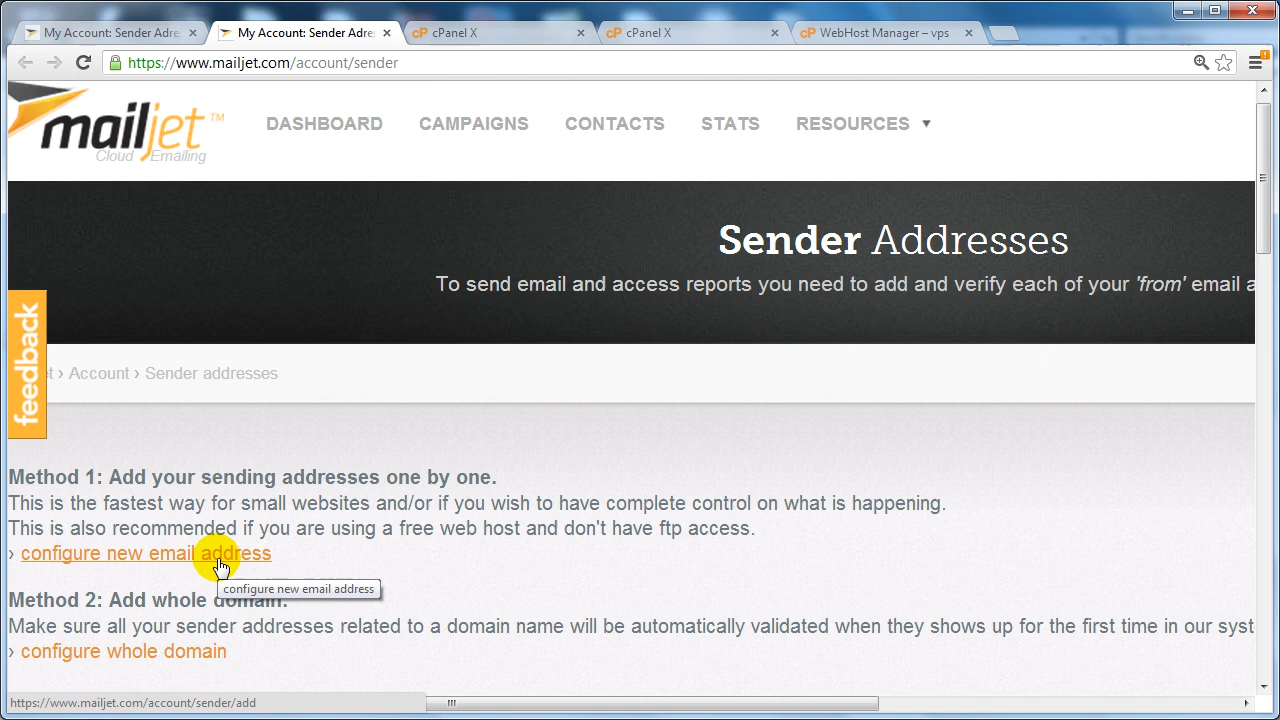 My Account: Sender Adre
My Account: Sender Adre
cP cPanel X
cP cPanel X
cP WebHost Manager – vps
https://www.mailjet.com/account/sender
mailjet™
Cloud Emailing
DASHBOARD
CAMPAIGNS
CONTACTS
STATS
RESOURCES
Sender Addresses
To send email and access reports you need to add and verify each of your 'from' email a
feedback
et › Account › Sender addresses
Method 1: Add your sending addresses one by one.
This is the fastest way for small websites and/or if you wish to have complete control on what is happening.
This is also recommended if you are using a free web host and don't have ftp access.
› configure new email address
configure new email address
Method 2: Add whole domain.
Make sure all your sender addresses related to a domain name will be automatically validated when they shows up for the first time in our syst
› configure whole domain
https://www.mailjet.com/account/sender/add